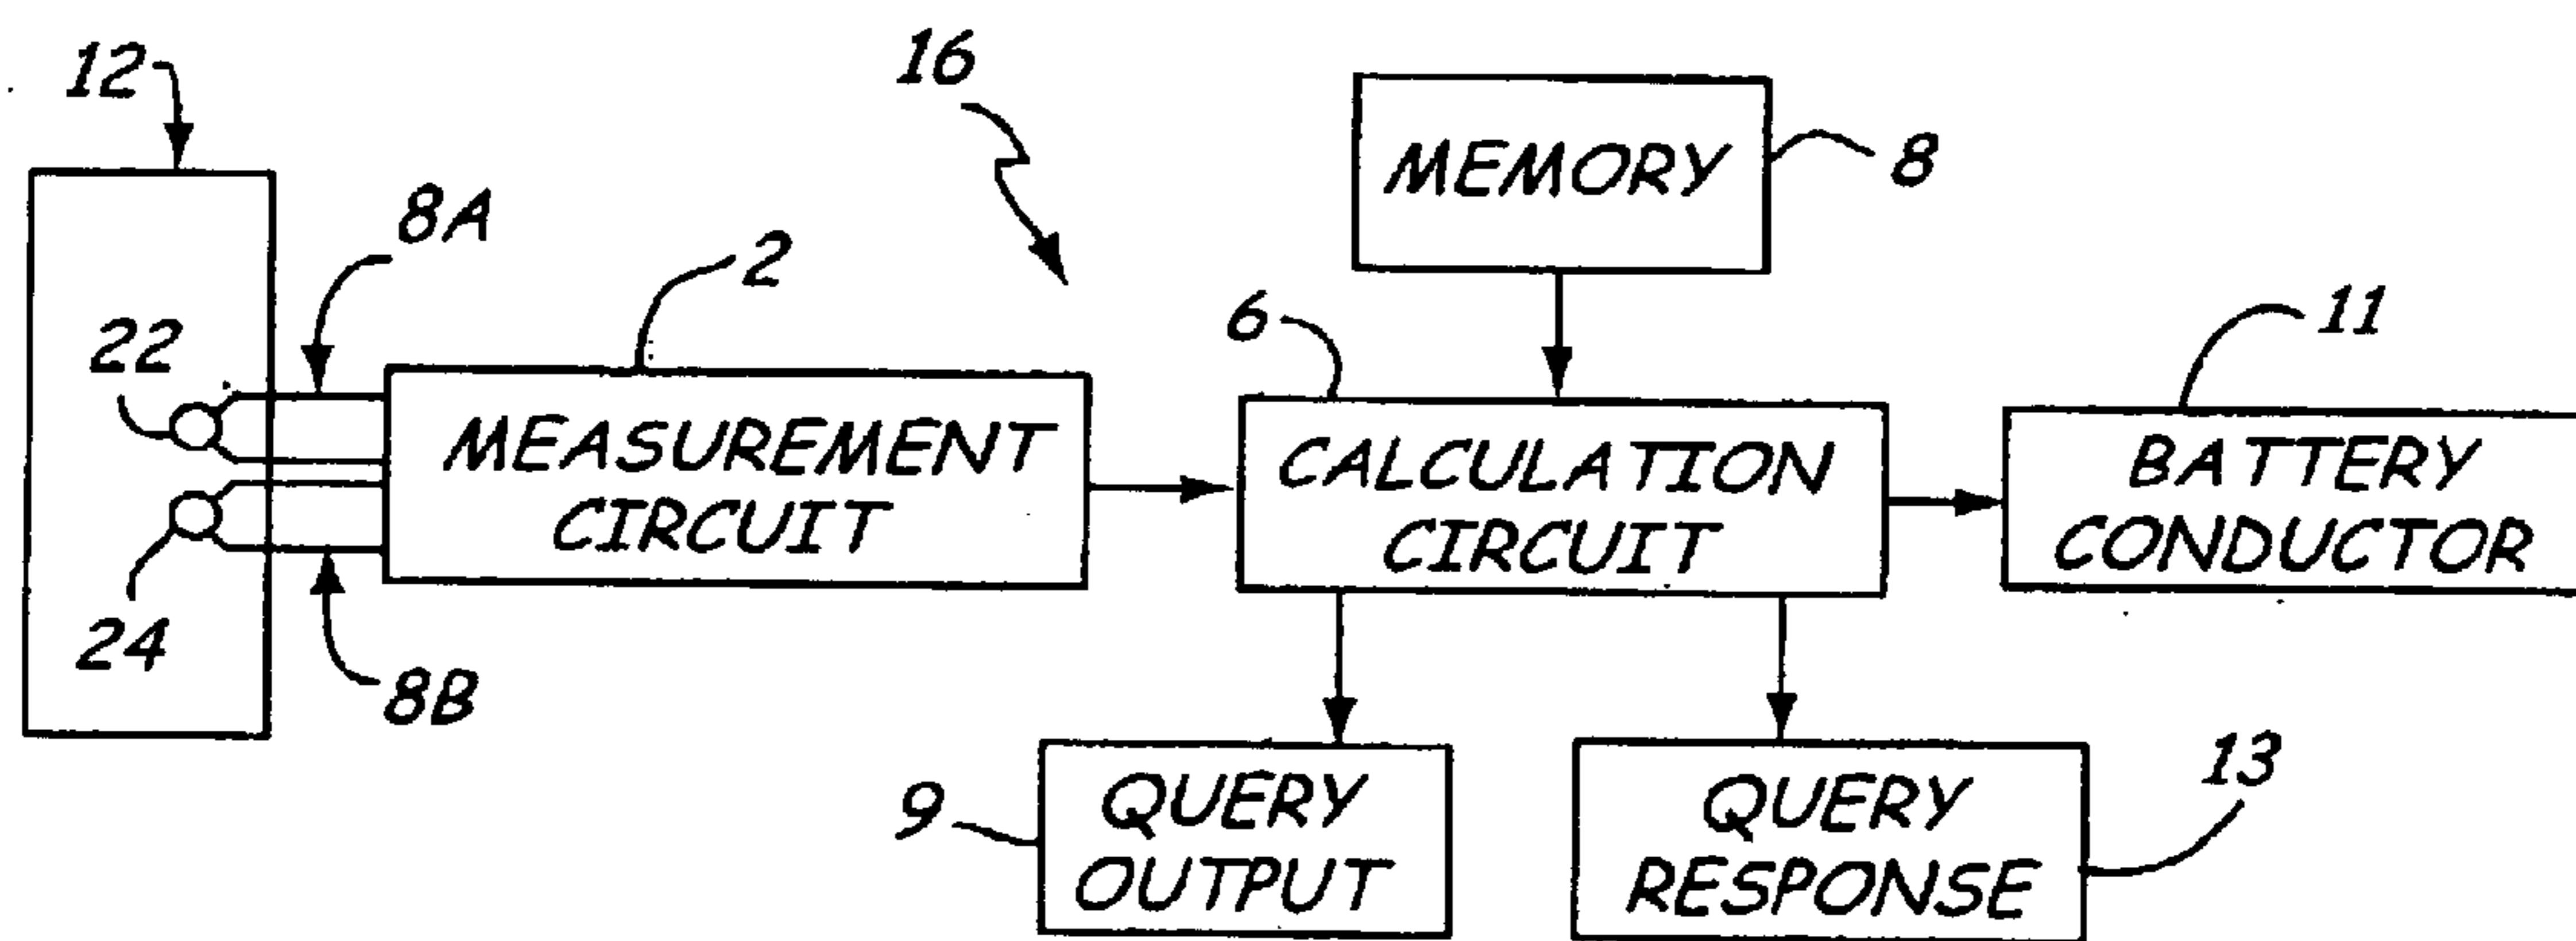 12
16
MEMORY
8
8A
2
11
22
6
MEASUREMENT
CIRCUIT
CALCULATION
CIRCUIT
BATTERY
CONDUCTOR
24
8B
9
QUERY
OUTPUT
QUERY
RESPONSE
13